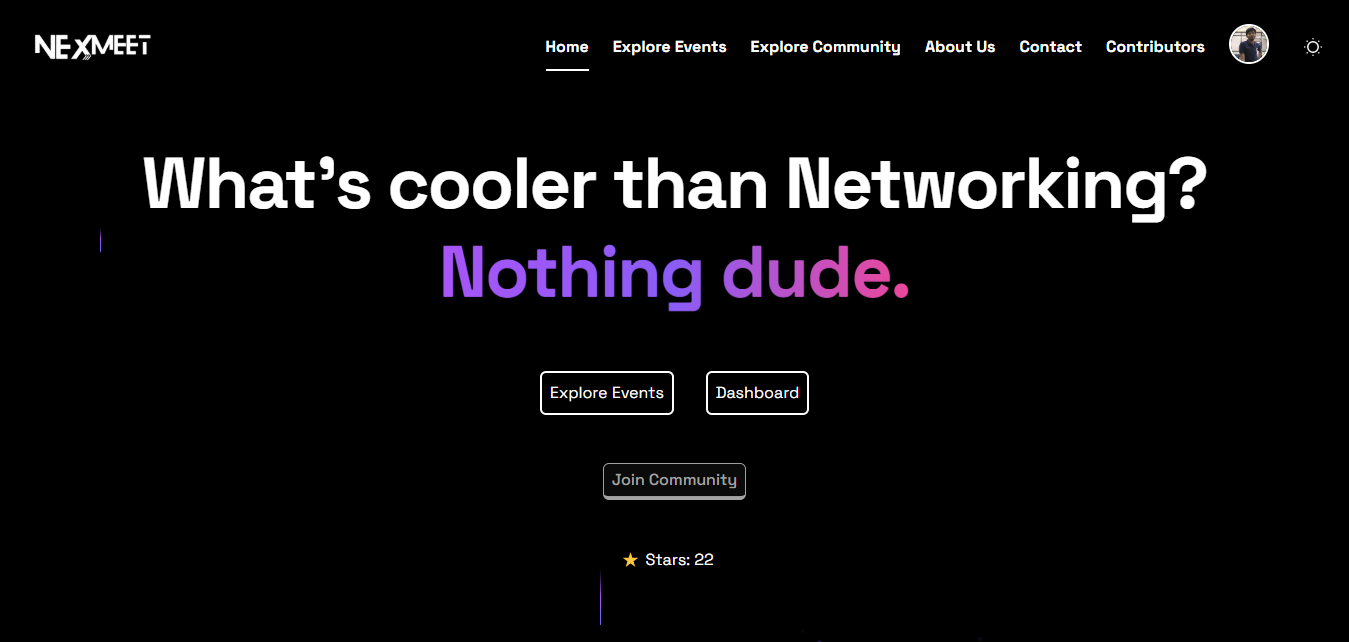 NEXMEET
Home Explore Events Explore Community About Us Contact Contributors
What's cooler than Networking?
Nothing dude.
Explore Events Dashboard
Join Community
⭐ Stars: 22